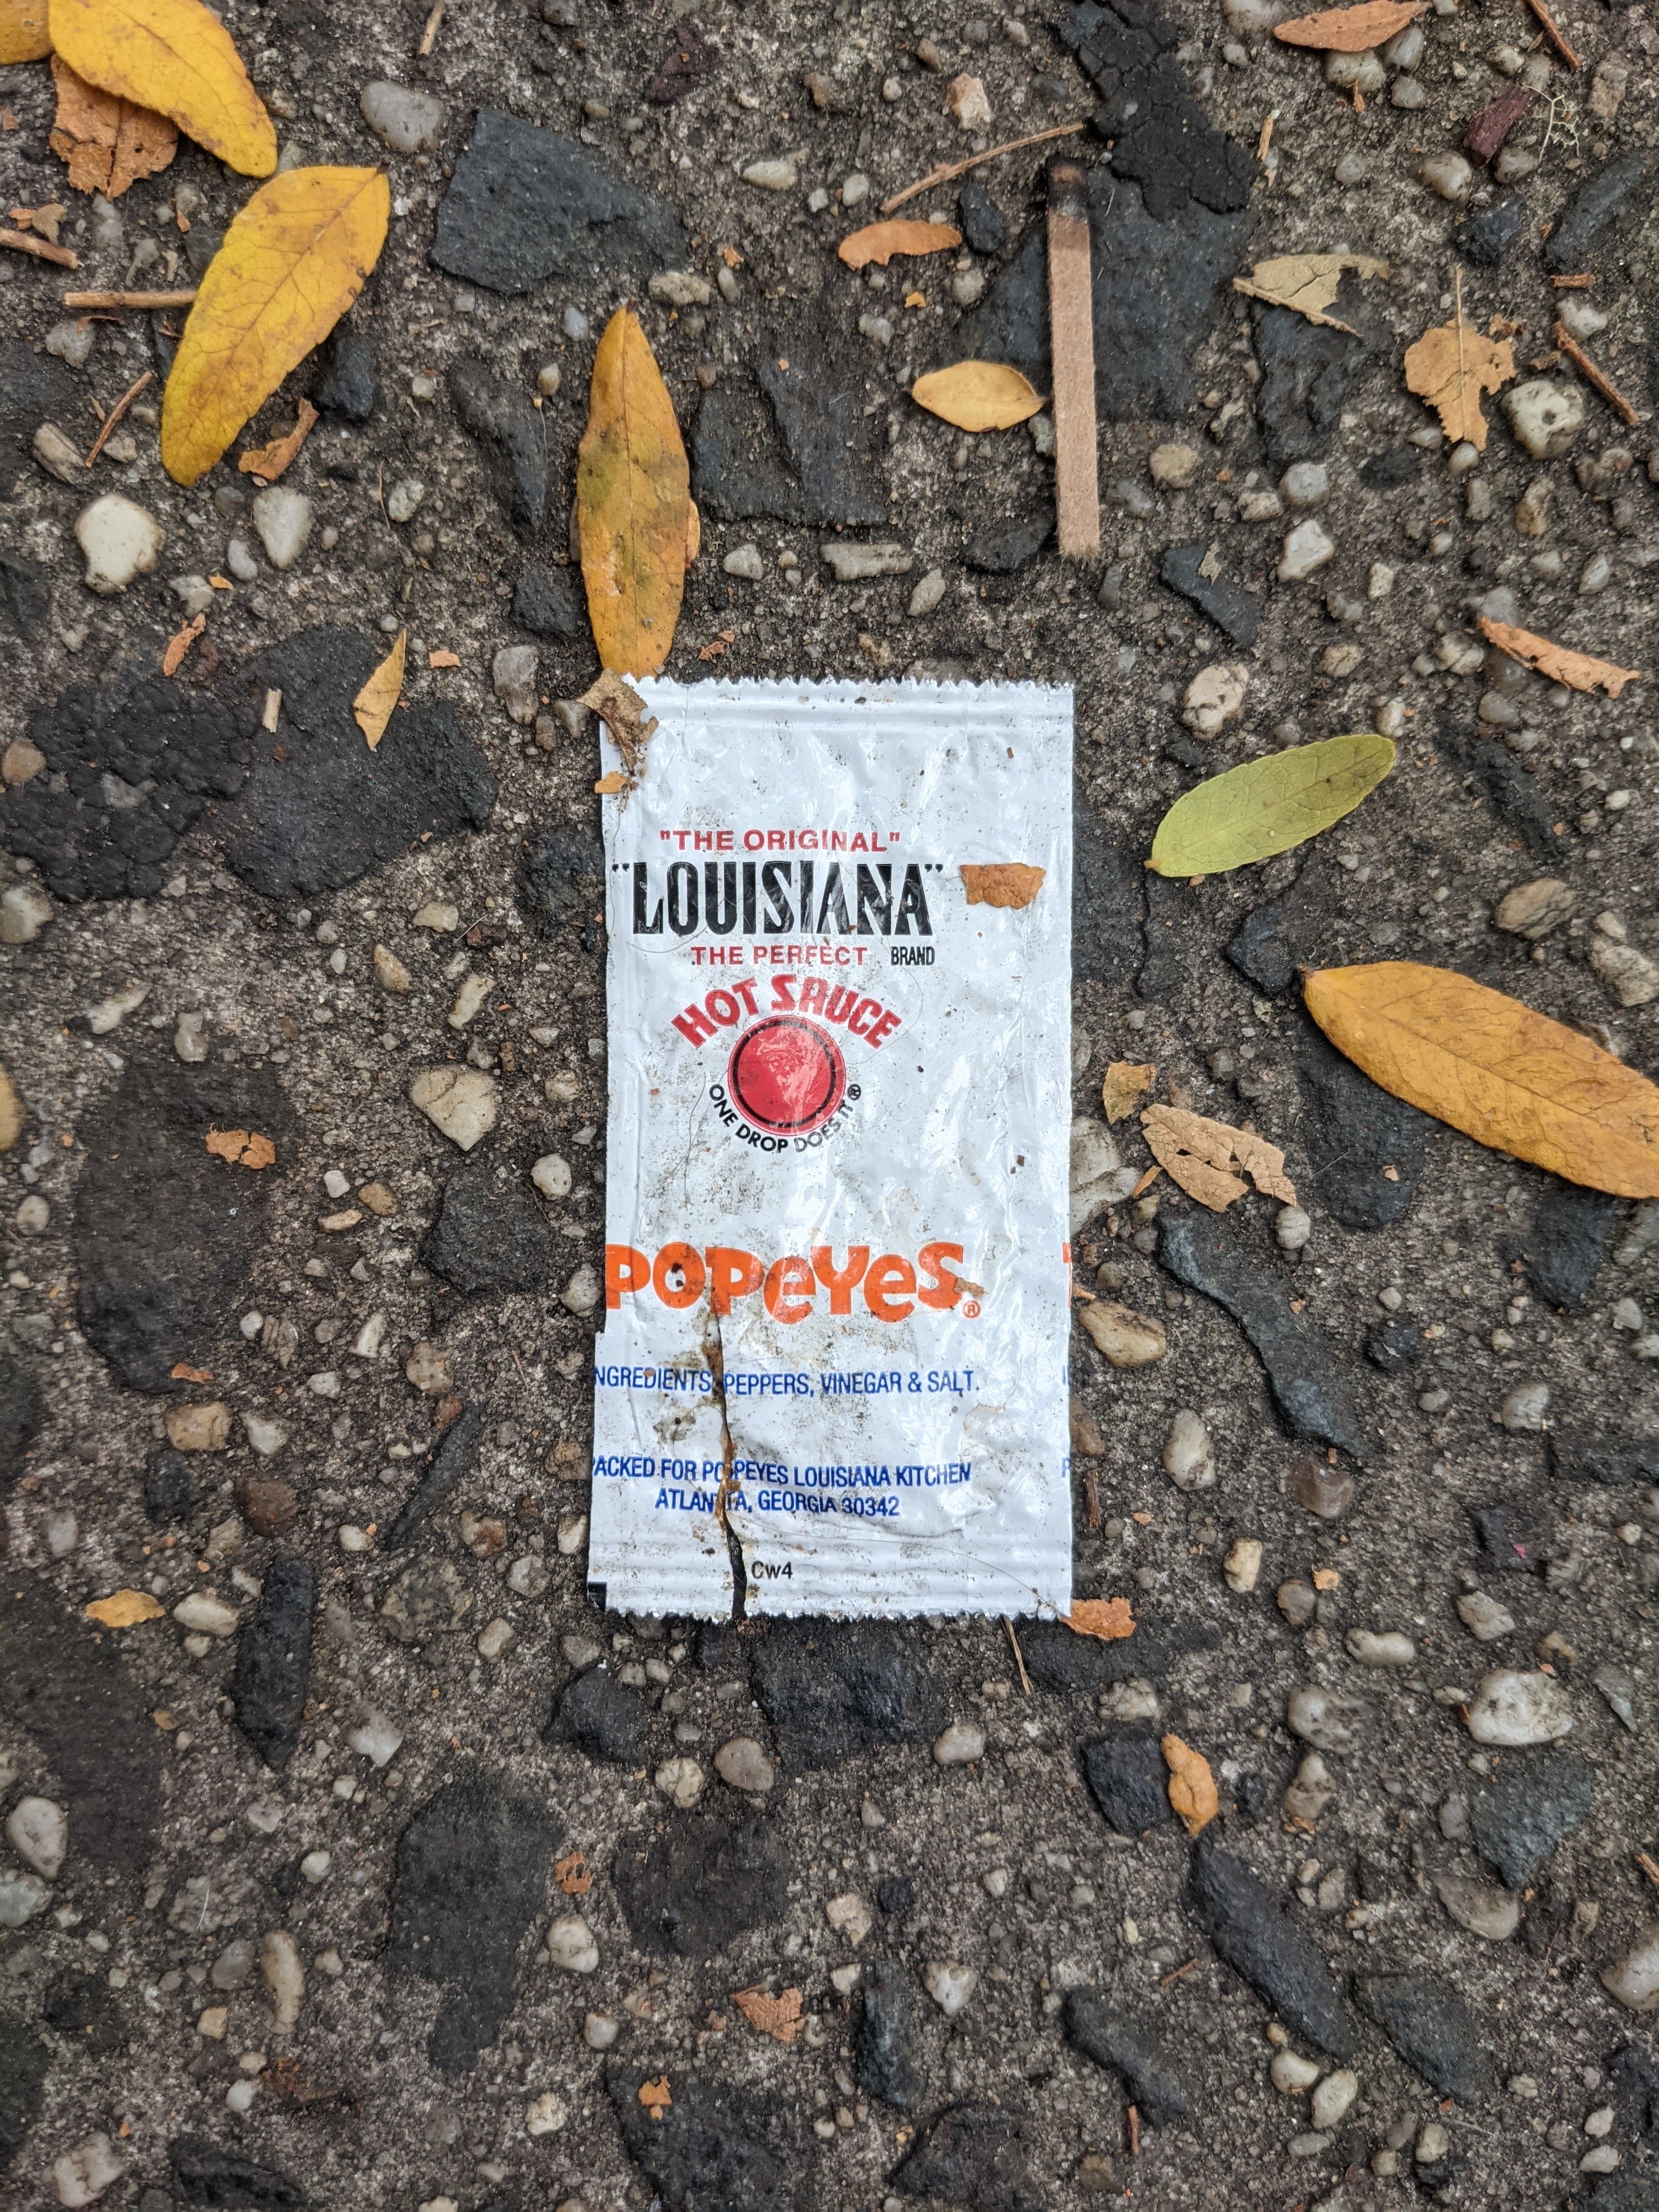 "THE ORIGINAL"
"LOUISIANA"
THE PERFECT BRAND
HOT SAUCE
ONE DROP DOES IT®
POPEYES®
NGREDIENTS: PEPPERS, VINEGAR & SALT.
PACKED FOR POPEYES LOUISIANA KITCHEN
ATLANTA, GEORGIA 30342
Cw4